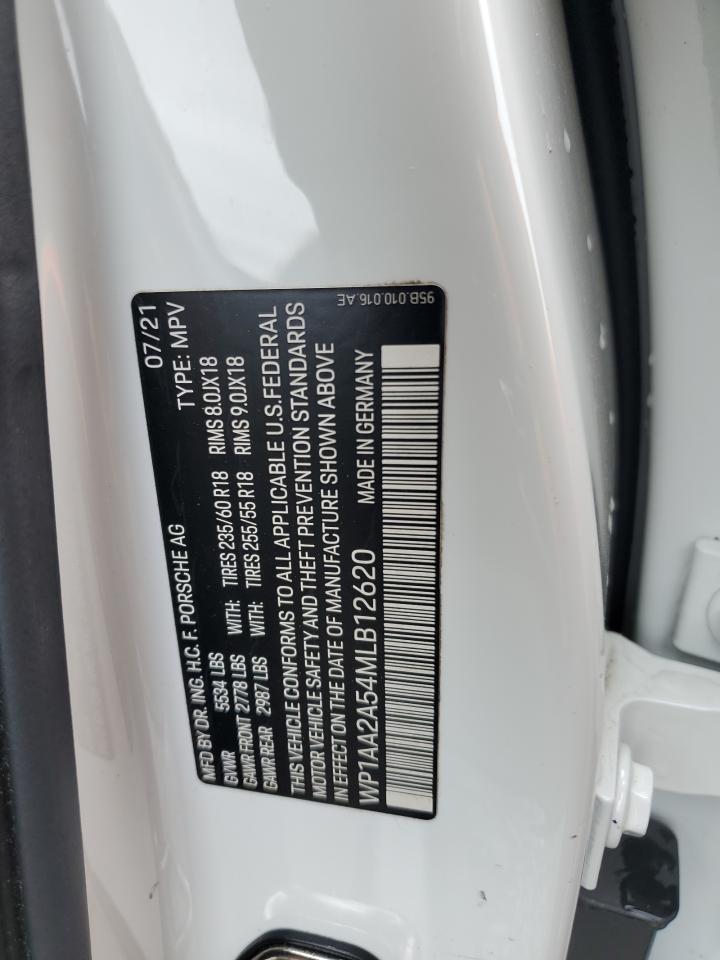 MFD BY DR. ING. H.C. F. PORSCHE AG 07/21
GVWR 5534 LBS TYPE: MPV
GAWR FRONT 2778 LBS WITH: TIRES 235/60 R18 RIMS 8.0JX18
GAWR REAR 2987 LBS WITH: TIRES 255/55 R18 RIMS 9.0JX18
THIS VEHICLE CONFORMS TO ALL APPLICABLE U.S.FEDERAL
MOTOR VEHICLE SAFETY AND THEFT PREVENTION STANDARDS
IN EFFECT ON THE DATE OF MANUFACTURE SHOWN ABOVE
WP1AA2A54MLB12620 MADE IN GERMANY
95B.010.016.AE